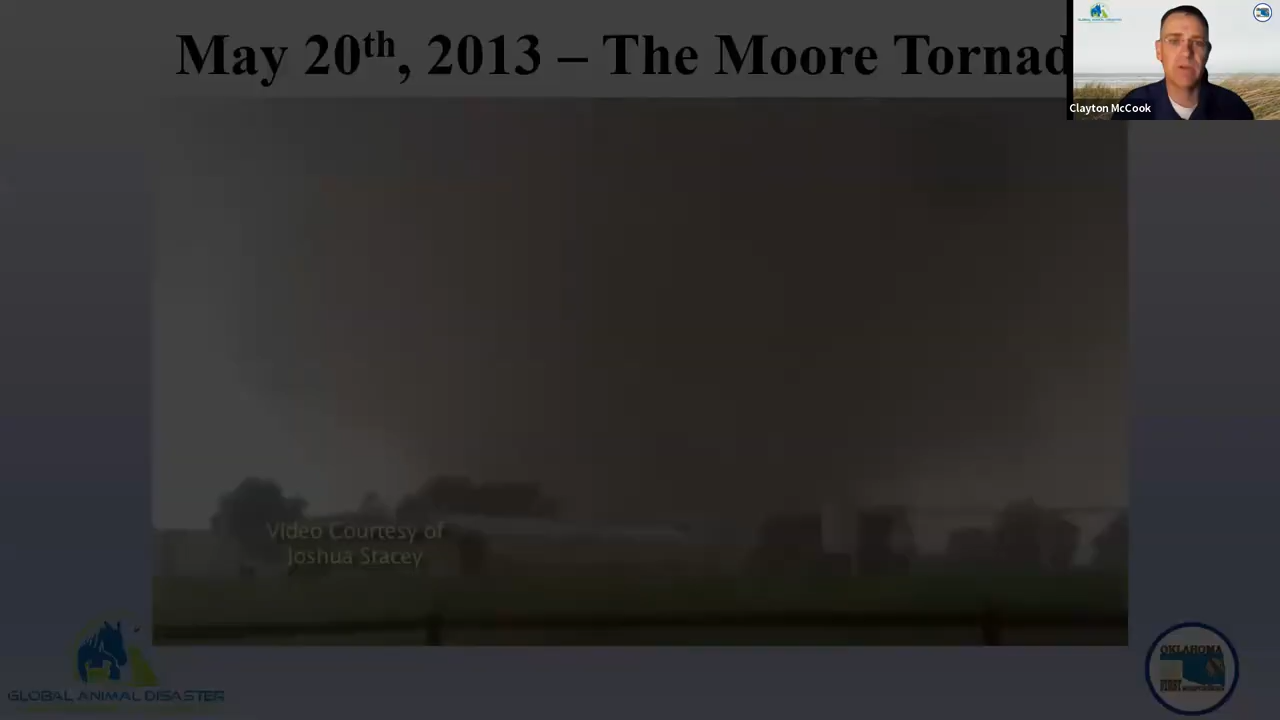 May 20th, 2013 – The Moore Tornad
Clayton McCook
Video Courtesy of
Joshua Stacey
GLOBAL ANIMAL DISASTER
OKLAHOMA